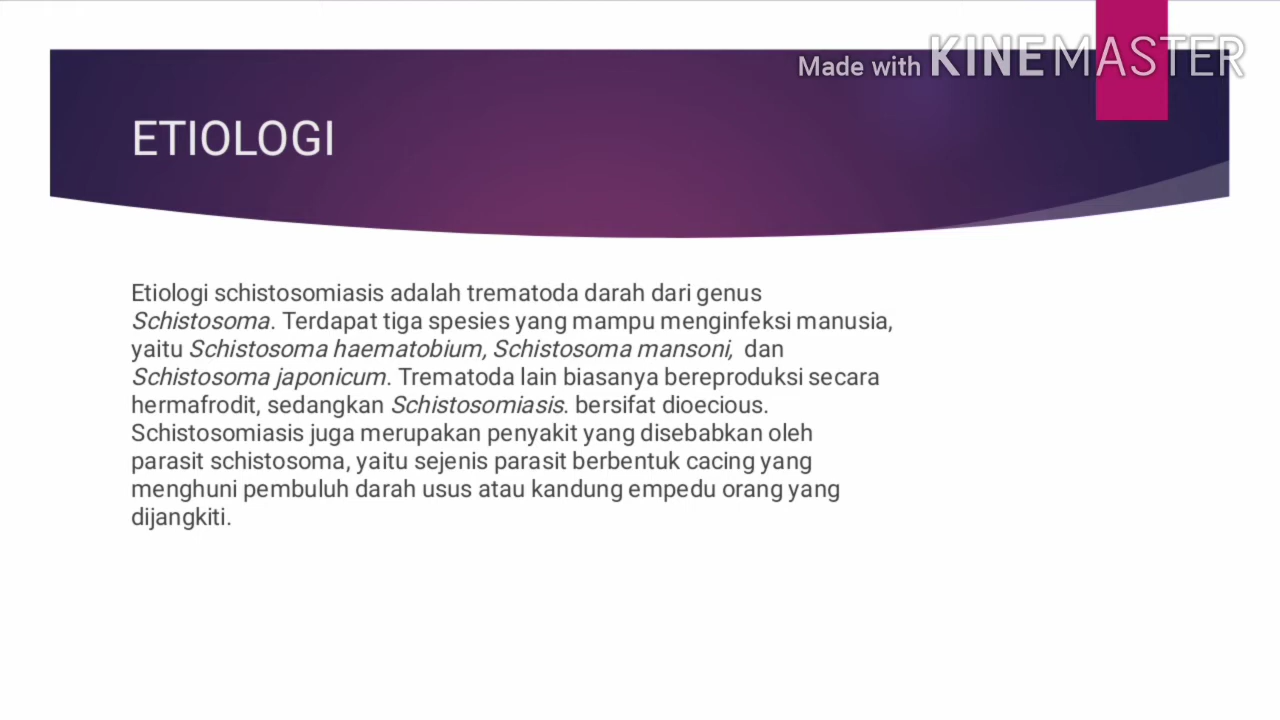 Made with KINEMASTER
ETIOLOGI
Etiologi schistosomiasis adalah trematoda darah dari genus
Schistosoma. Terdapat tiga spesies yang mampu menginfeksi manusia,
yaitu Schistosoma haematobium, Schistosoma mansoni, dan
Schistosoma japonicum. Trematoda lain biasanya bereproduksi secara
hermafrodit, sedangkan Schistosomiasis. bersifat dioecious.
Schistosomiasis juga merupakan penyakit yang disebabkan oleh
parasit schistosoma, yaitu sejenis parasit berbentuk cacing yang
menghuni pembuluh darah usus atau kandung empedu orang yang
dijangkiti.